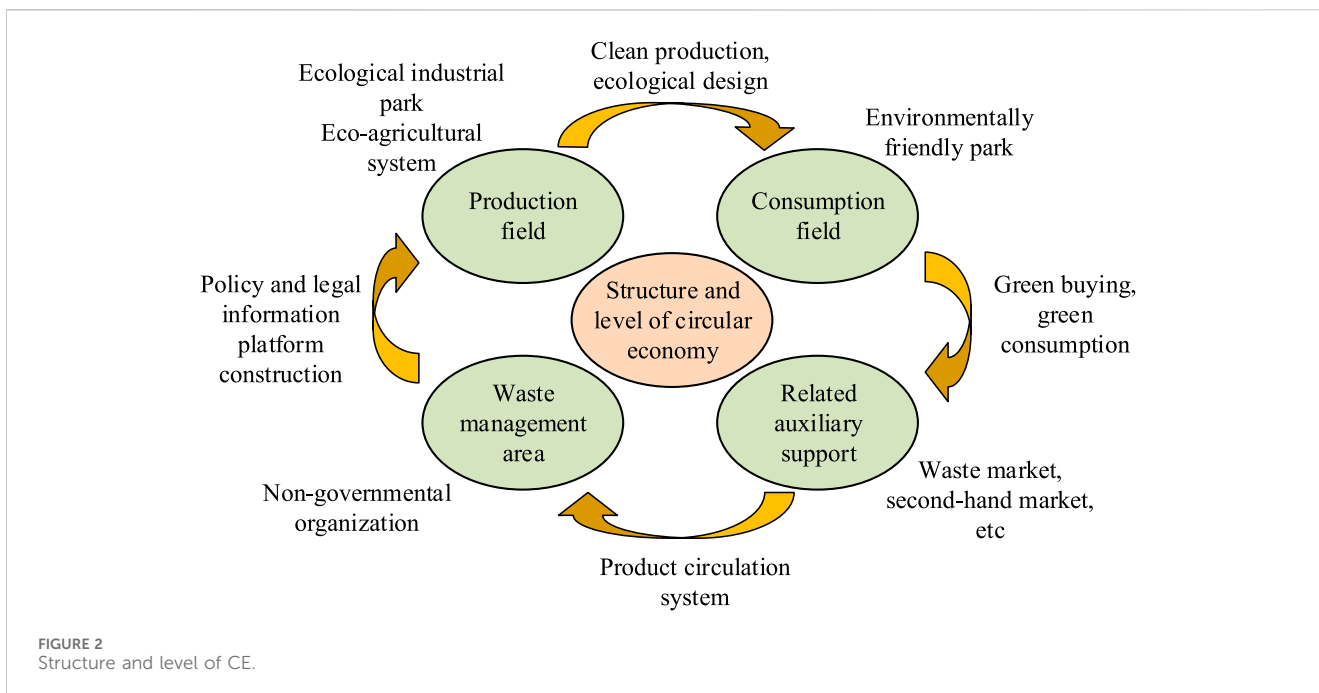 Clean production,
ecological design
Ecological industrial
park
Eco-agricultural
system
Environmentally
friendly park
Production
field
Consumption
field
Policy and legal
information
platform
construction
Structure and
level of circular
economy
Green buying,
green
consumption
Waste
management
area
Related
auxiliary
support
Non-governmental
organization
Waste market,
second-hand market,
etc
Product circulation
system
FIGURE 2
Structure and level of CE.